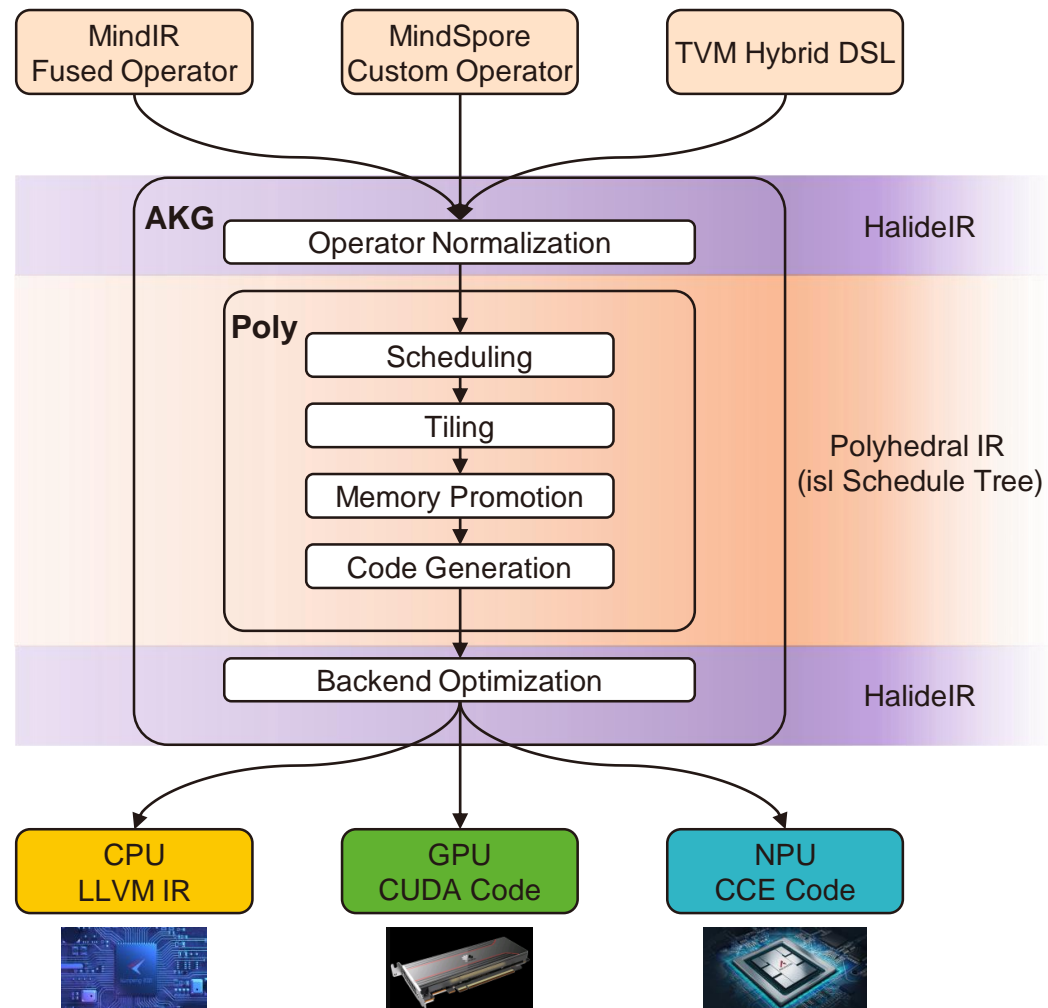 MindIR
Fused Operator
MindSpore
Custom Operator
TVM Hybrid DSL
AKG
HalideIR
Operator Normalization
Poly
Scheduling
Tiling
Memory Promotion
Code Generation
Polyhedral IR
(isl Schedule Tree)
Backend Optimization
HalideIR
CPU
LLVM IR
GPU
CUDA Code
NPU
CCE Code